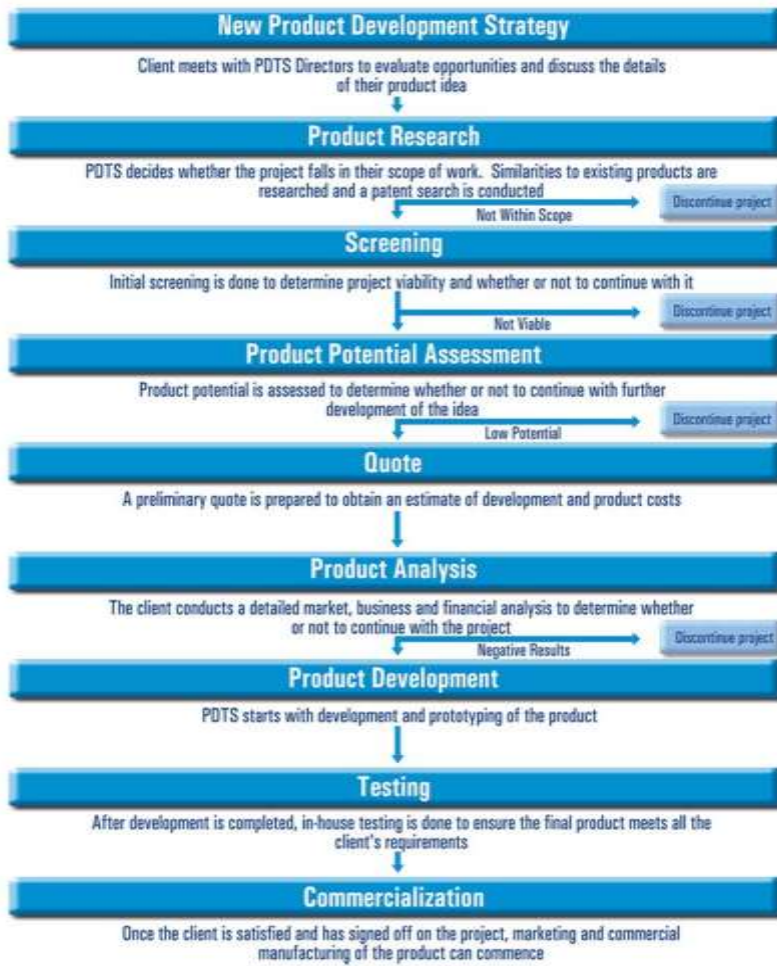 New Product Development Strategy
Client meets with PDTS Directors to evaluate opportunities and discuss the details
of their product idea
Product Research
PDTS decides whether the project falls in their scope of work. Similarities to existing products are
researched and a patent search is conducted
Not Within Scope
Discontinue project
Screening
Initial screening is done to determine project viability and whether or not to continue with it
Not Viable
Discontinue project
Product Potential Assessment
Product potential is assessed to determine whether or not to continue with further
development of the idea
Low Potential
Discontinue project
Quote
A preliminary quote is prepared to obtain an estimate of development and product costs
Product Analysis
The client conducts a detailed market, business and financial analysis to determine whether
or not to continue with the project
Negative Results
Discontinue project
Product Development
PDTS starts with development and prototyping of the product
Testing
After development is completed, in-house testing is done to ensure the final product meets all the
client's requirements
Commercialization
Once the client is satisfied and has signed off on the project, marketing and commercial
manufacturing of the product can commence